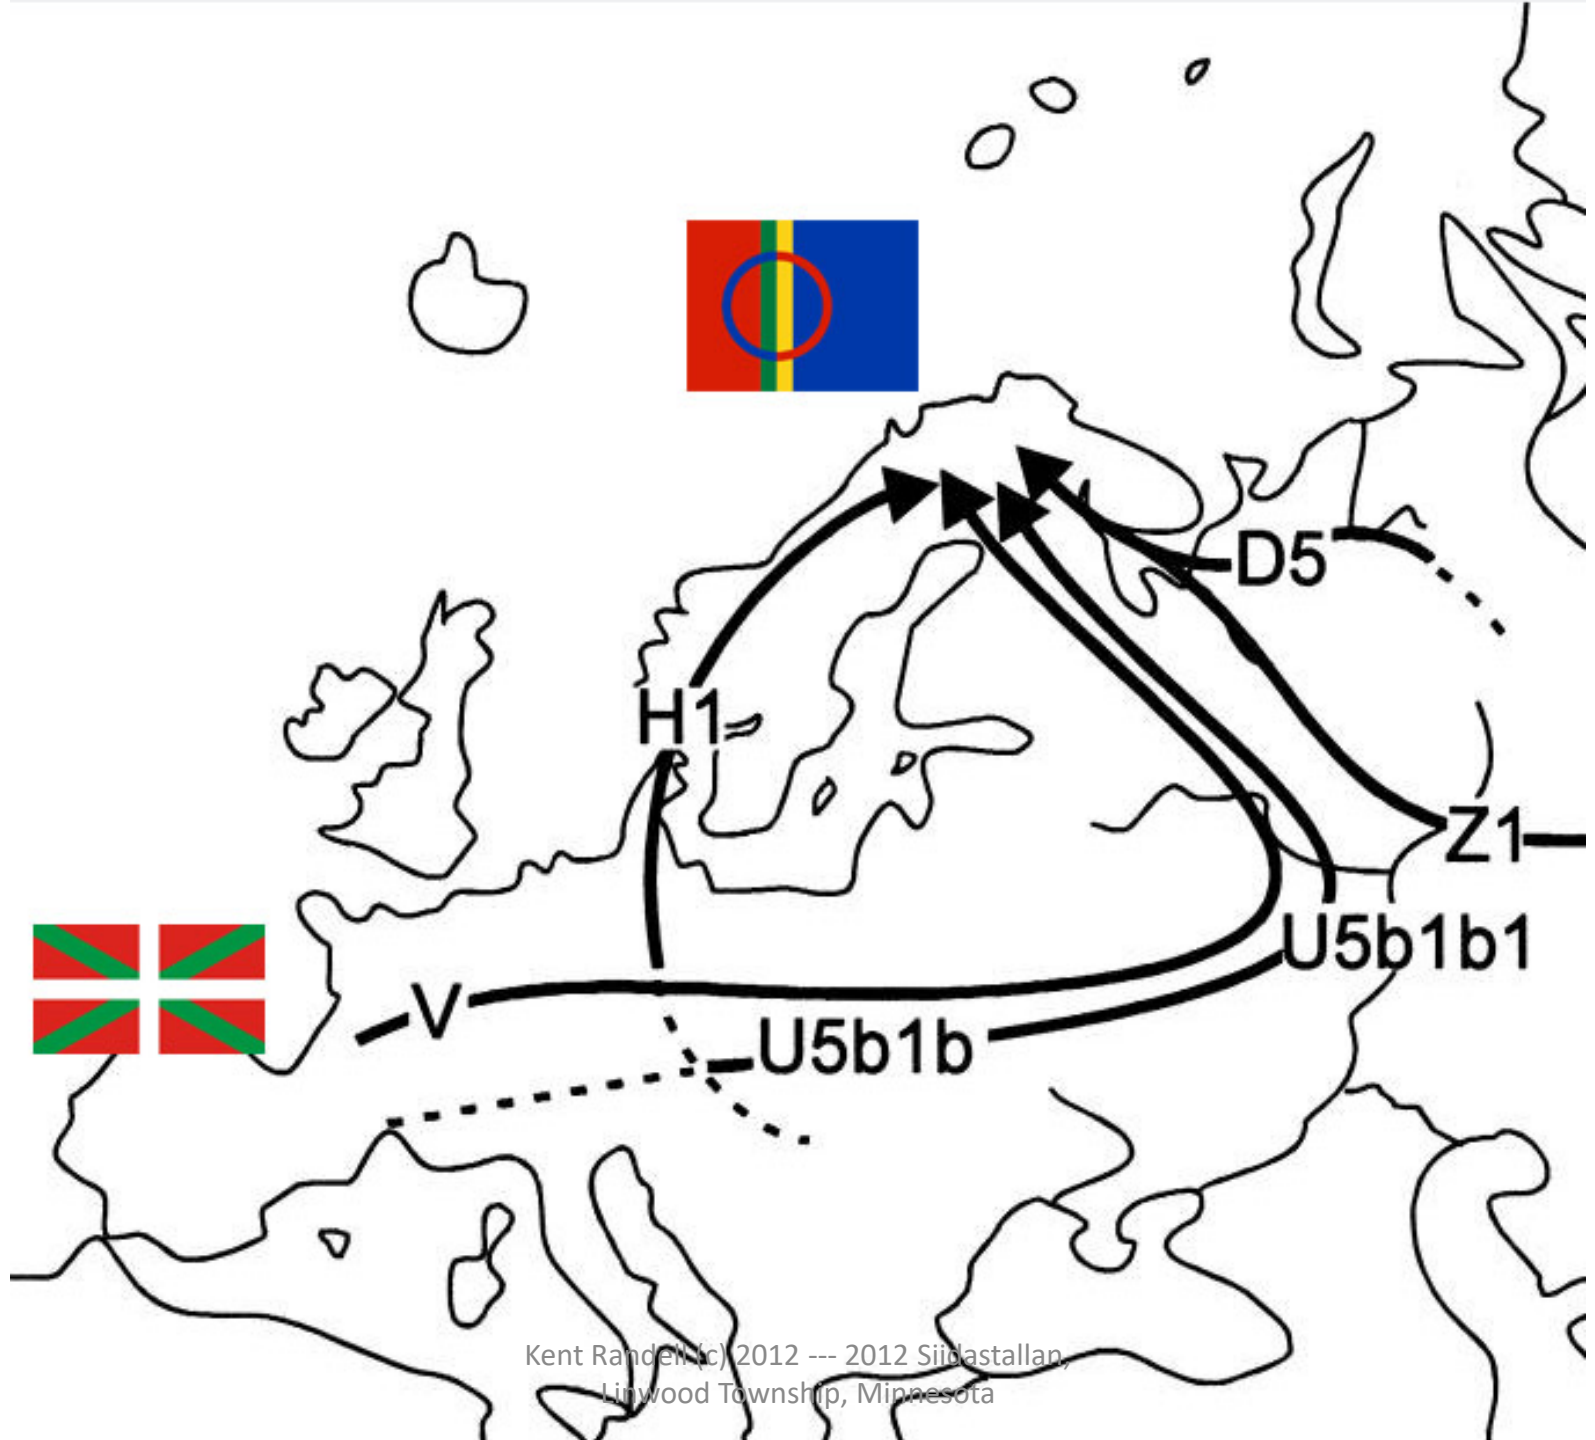 D5
H1
Z1
U5b1b1
V
U5b1b
Kent Randell (c) 2012 --- 2012 Siidastallan,
Linwood Township, Minnesota